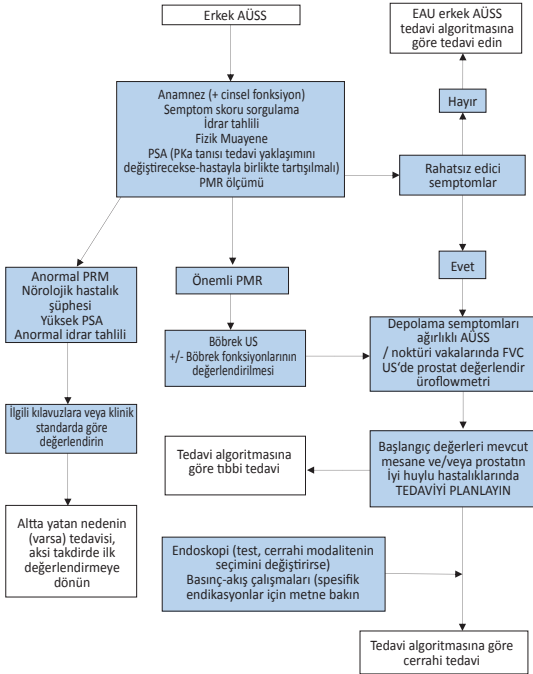 Erkek AÜSS
EAU erkek AÜSS
tedavi algoritmasına
göre tedavi edin
Anamnez (+ cinsel fonksiyon)
Semptom skoru sorgulama
İdrar tahlili
Fizik Muayene
PSA (PKa tanısı tedavi yaklaşımını
değiştirecekse-hastayla birlikte tartışılmalı)
PMR ölçümü
Hayır
Rahatsız edici
semptomlar
Evet
Anormal PRM
Nörolojik hastalık
şüphesi
Yüksek PSA
Anormal idrar tahlili
Önemli PMR
Böbrek US
+/- Böbrek fonksiyonlarının
değerlendirilmesi
Depolama semptomları
ağırlıklı AÜSS
/ noktüri vakalarında FVC
US’de prostat değerlendir
üroflowmetri
İlgili kılavuzlara veya klinik
standarda göre
değerlendirin
Tedavi algoritmasına
göre tıbbi tedavi
Başlangıç değerleri mevcut
mesane ve/veya prostatın
İyi huylu hastalıklarında
TEDAVİYİ PLANLAYIN
Altta yatan nedenin
(varsa) tedavisi,
aksi takdirde ilk
değerlendirmeye
dönün
Endoskopi (test, cerrahi modalitenin
seçimini değiştirirse)
Basınç-akış çalışmaları (spesifik
endikasyonlar için metne bakın
Tedavi algoritmasına göre
cerrahi tedavi